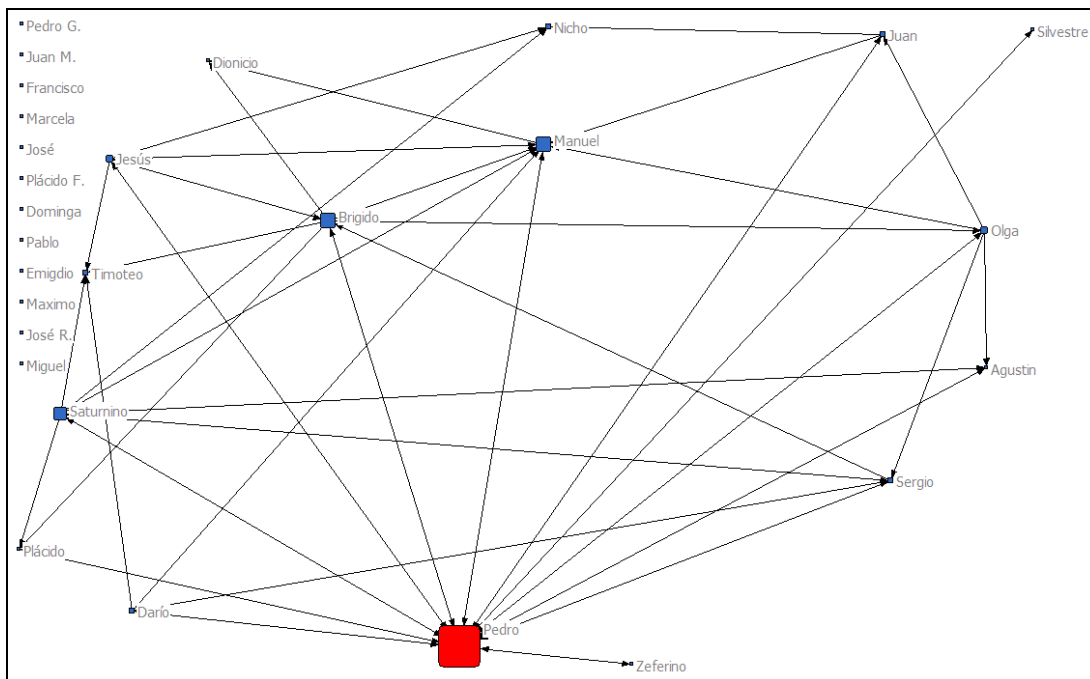 Pedro G.
Juan M.
Francisco
Marcela
José
Plácido F.
Dominga
Pablo
Emigdio
Maximo
José R.
Miguel
Nicho
Juan
Silvestre
Dionicio
Manuel
Jesús
Brigido
Olga
Timoteo
Agustin
Saturnino
Sergio
Plácido
Darío
Pedro
Zeferino